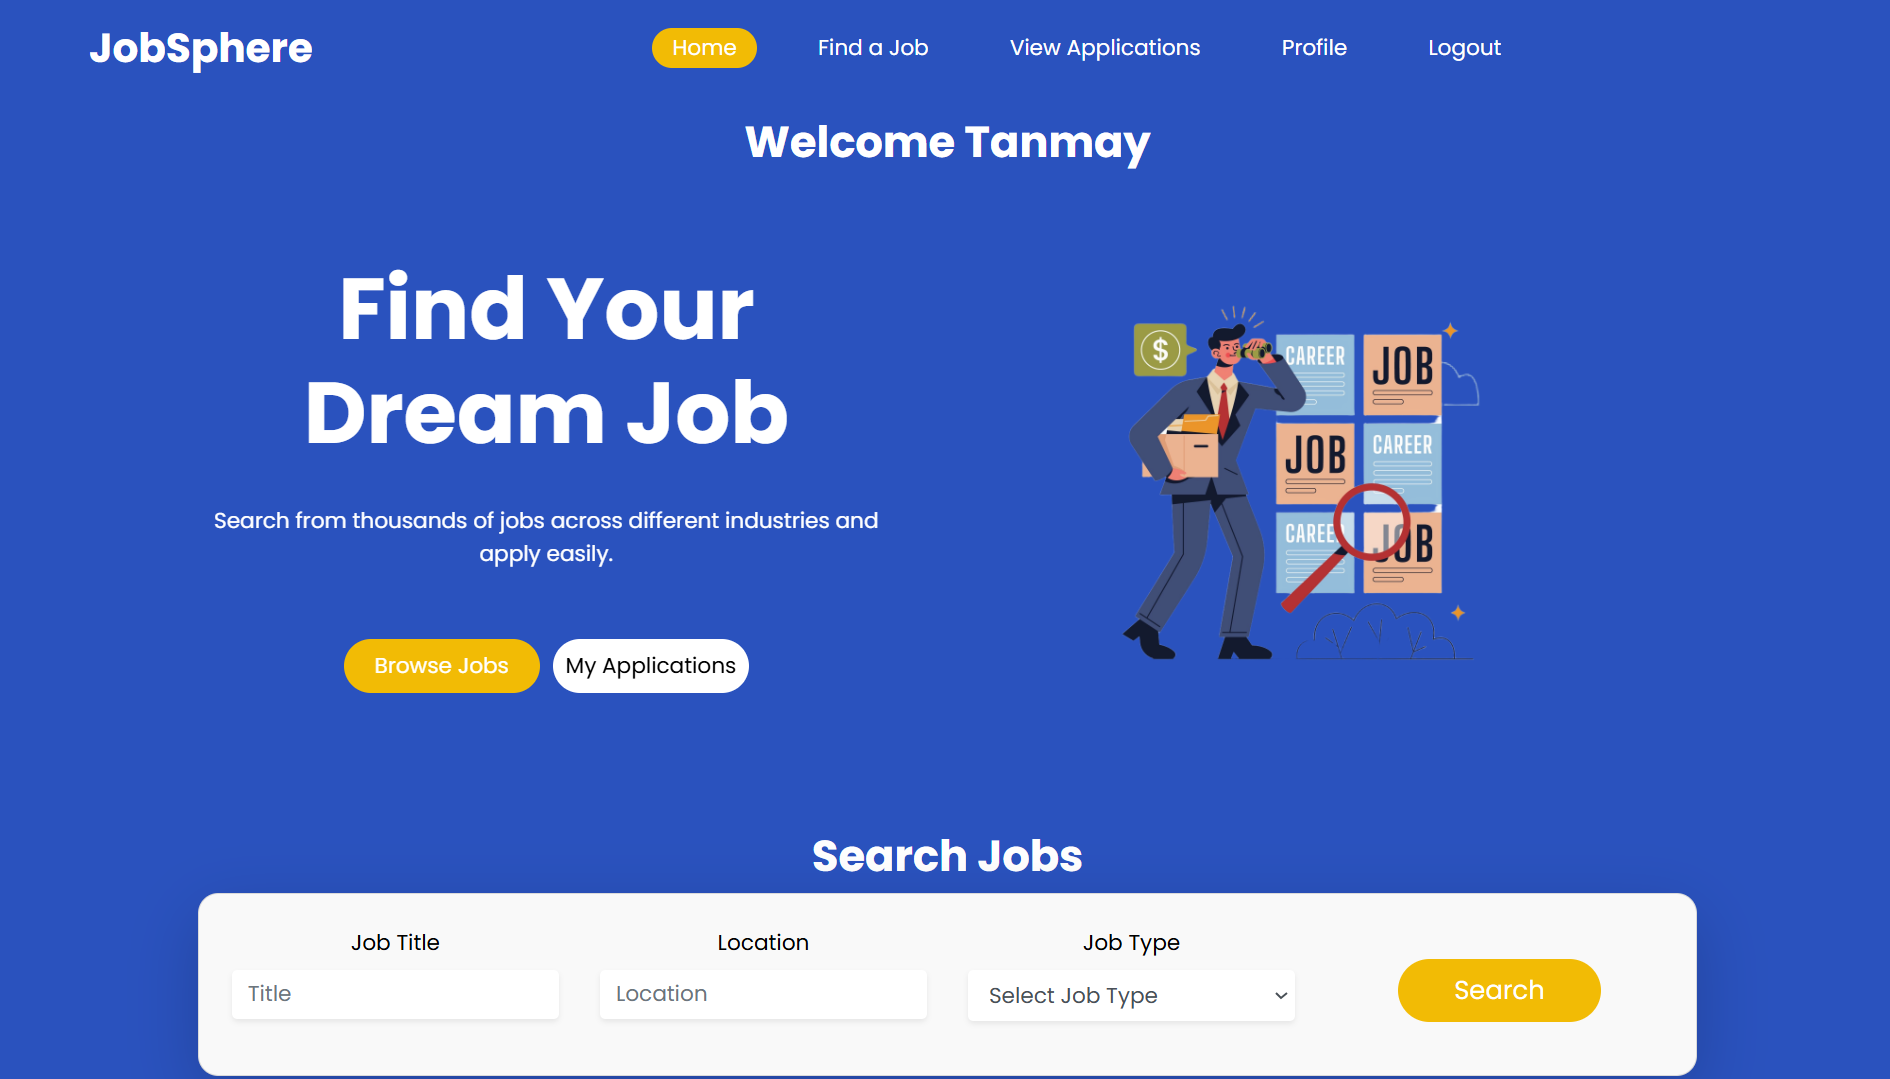 JobSphere
Home
Find a Job
View Applications
Profile
Logout
Welcome Tanmay
Find Your
Dream Job
Search from thousands of jobs across different industries and
apply easily.
Browse Jobs
My Applications
$
CAREER
JOB
JOB
CAREER
CAREE
JOB
Search Jobs
Job Title
Location
Job Type
Title
Location
Select Job Type
Search